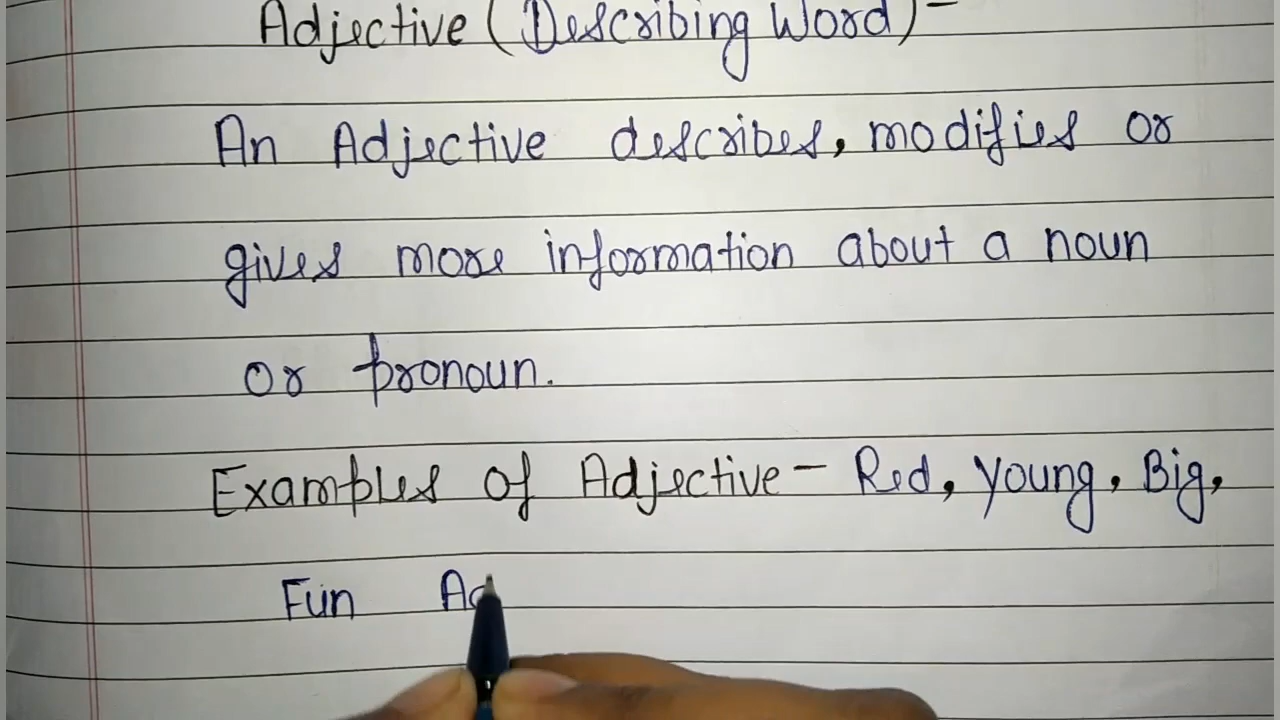 Adjective (Describing Word)-
An Adjective describes, modifies or
gives more information about a noun
or pronoun.
Examples of Adjective - Red, Young, Big,
Fun